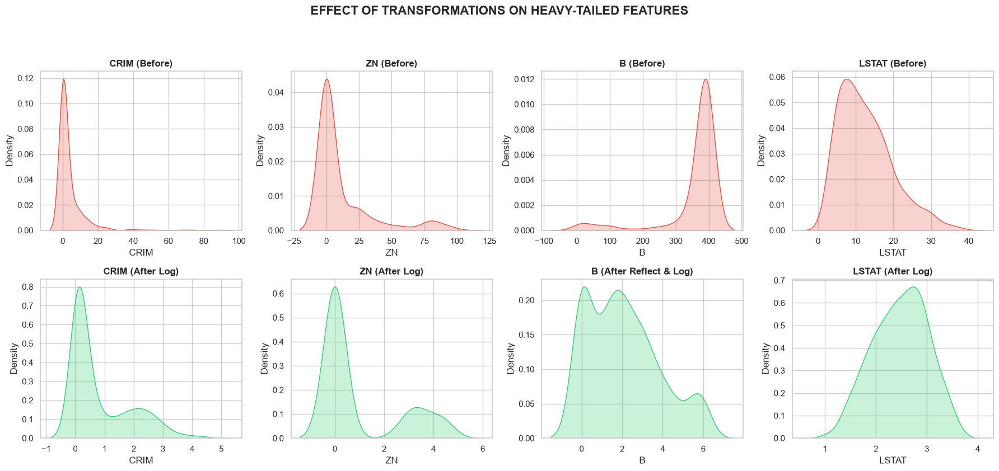 EFFECT OF TRANSFORMATIONS ON HEAVY-TAILED FEATURES
CRIM (Before)
Density
0.12
0.10
0.08
0.06
0.04
0.02
0.00
0 20 40 60 80 100
CRIM
ZN (Before)
Density
0.04
0.03
0.02
0.01
0.00
−25 0 25 50 75 100 125
ZN
B (Before)
Density
0.012
0.010
0.008
0.006
0.004
0.002
0.000
−100 0 100 200 300 400 500
B
LSTAT (Before)
Density
0.06
0.05
0.04
0.03
0.02
0.01
0.00
0 10 20 30 40
LSTAT
CRIM (After Log)
Density
0.8
0.7
0.6
0.5
0.4
0.3
0.2
0.1
0.0
−1 0 1 2 3 4 5
CRIM
ZN (After Log)
Density
0.6
0.5
0.4
0.3
0.2
0.1
0.0
0 2 4 6
ZN
B (After Reflect & Log)
Density
0.20
0.15
0.10
0.05
0.00
0 2 4 6
B
LSTAT (After Log)
Density
0.7
0.6
0.5
0.4
0.3
0.2
0.1
0.0
1 2 3 4
LSTAT